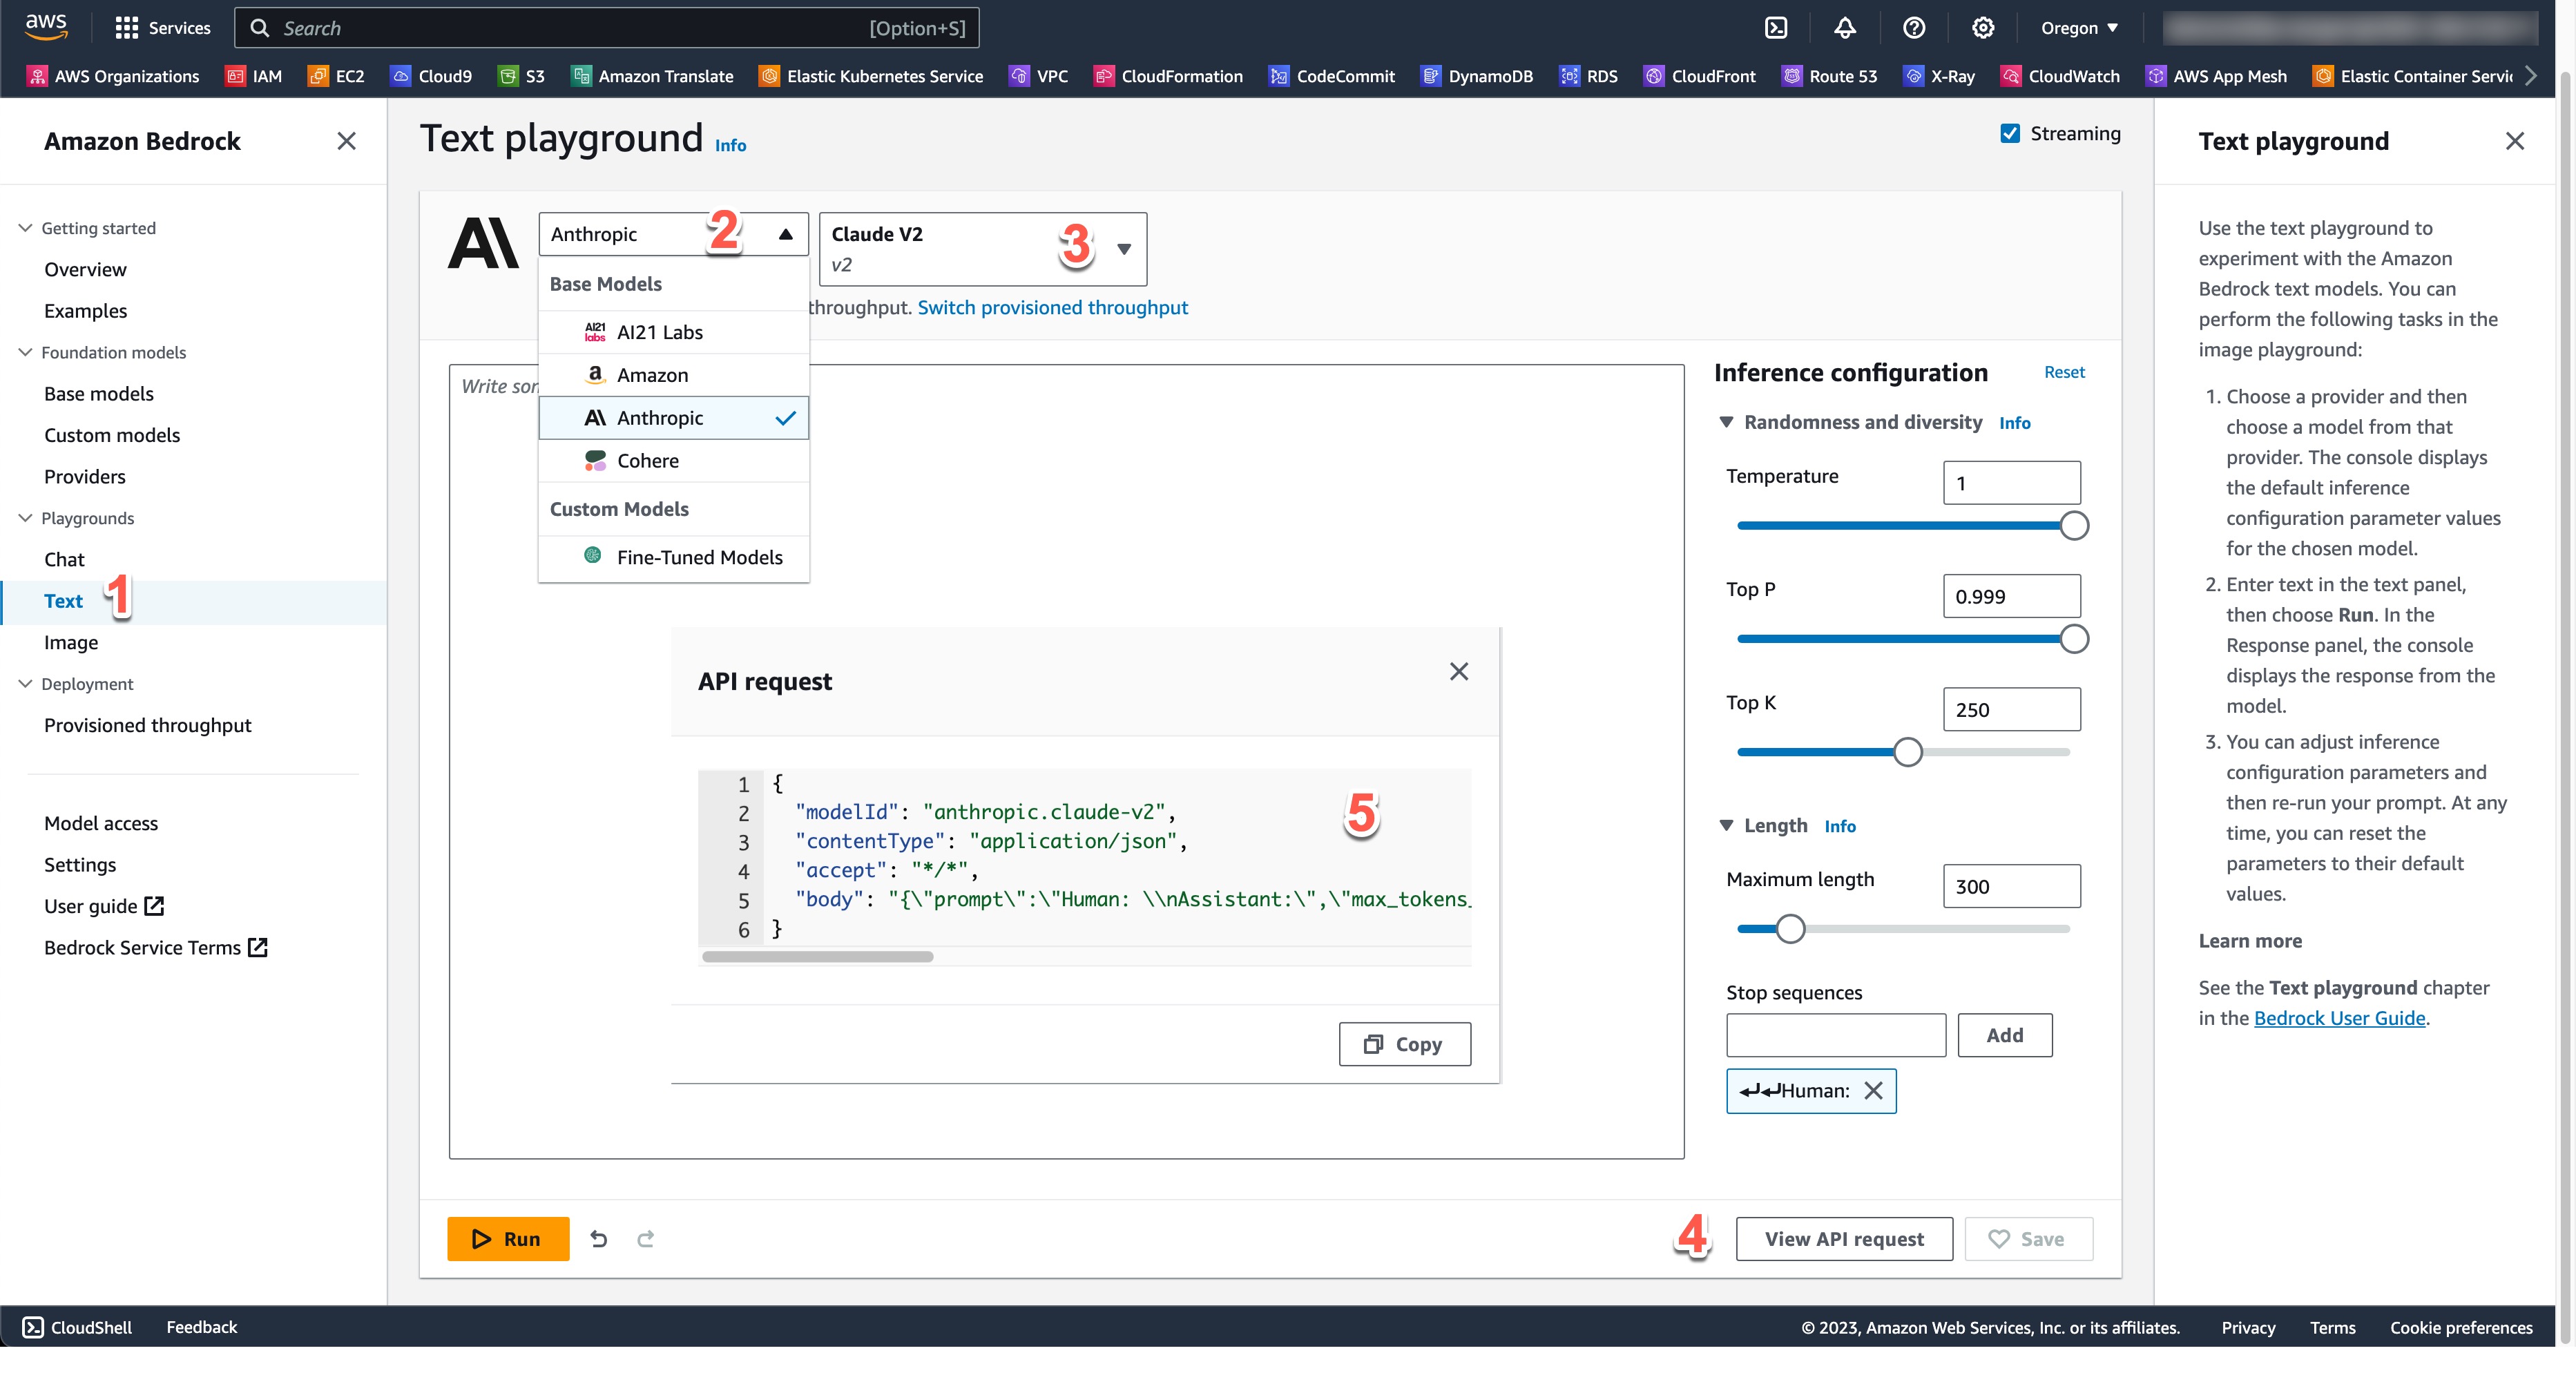 aws
Services
Search
[Option+S]
Oregon
AWS Organizations
IAM
EC2
Cloud9
S3
Amazon Translate
Elastic Kubernetes Service
VPC
CloudFormation
CodeCommit
DynamoDB
RDS
CloudFront
Route 53
X-Ray
CloudWatch
AWS App Mesh
Elastic Container Servic
Amazon Bedrock
Getting started
Overview
Examples
Foundation models
Base models
Custom models
Providers
Playgrounds
Chat
Text
1
Image
Deployment
Provisioned throughput
Model access
Settings
User guide
Bedrock Service Terms
Text playground
Info
Streaming
Anthropic
2
Claude V2
v2
3
throughput. Switch provisioned throughput
Base Models
AI21 labs
AI21 Labs
Amazon
Anthropic
Cohere
Custom Models
Fine-Tuned Models
Write son
API request
1 {
2 "modelId": "anthropic.claude-v2",
3 "contentType": "application/json",
4 "accept": "*/*",
5 "body": "{\"prompt\":\"Human: \\nAssistant:\",\"max_tokens_
6 }
5
Copy
Inference configuration
Reset
Randomness and diversity
Info
Temperature
1
Top P
0.999
Top K
250
Length
Info
Maximum length
300
Stop sequences
Add
↵↵Human:
Run
4
View API request
Save
Text playground
Use the text playground to
experiment with the Amazon
Bedrock text models. You can
perform the following tasks in the
image playground:
1. Choose a provider and then
choose a model from that
provider. The console displays
the default inference
configuration parameter values
for the chosen model.
2. Enter text in the text panel,
then choose Run. In the
Response panel, the console
displays the response from the
model.
3. You can adjust inference
configuration parameters and
then re-run your prompt. At any
time, you can reset the
parameters to their default
values.
Learn more
See the Text playground chapter
in the Bedrock User Guide.
CloudShell
Feedback
© 2023, Amazon Web Services, Inc. or its affiliates.
Privacy
Terms
Cookie preferences